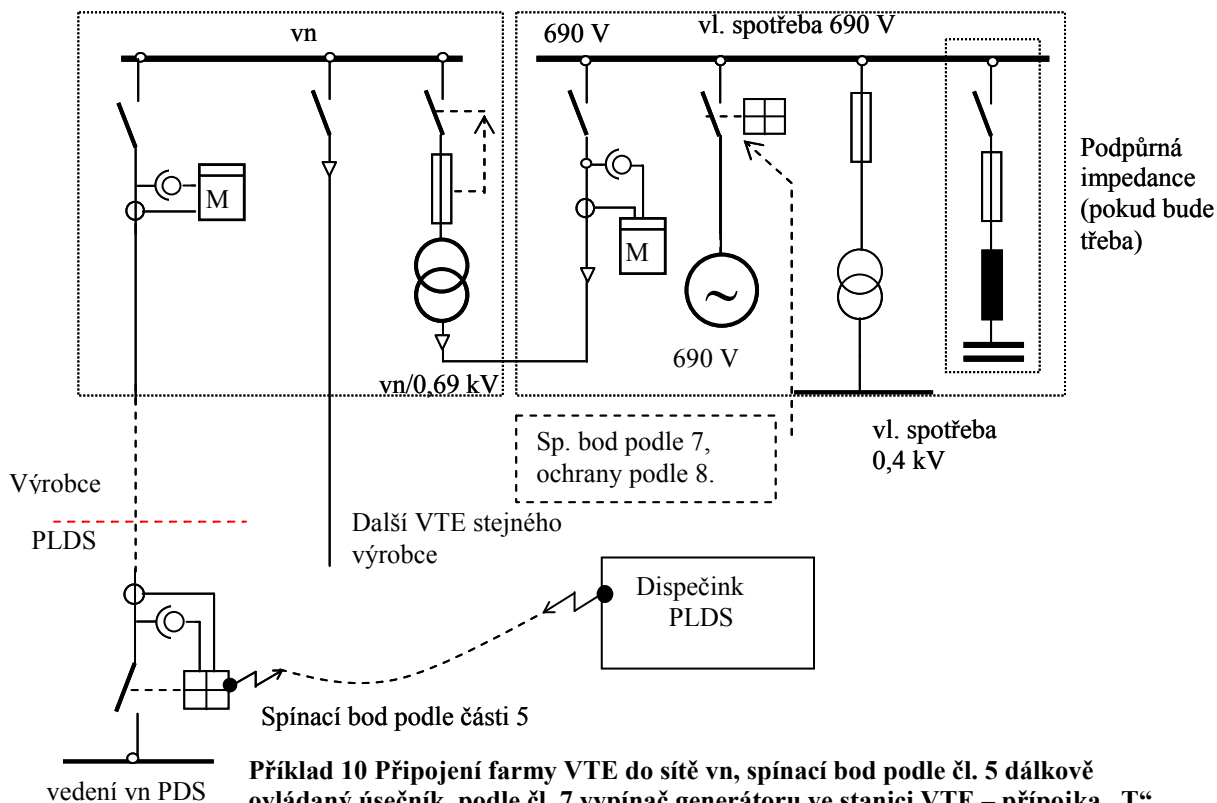 vn
690 V
vl. spotřeba 690 V
M
M
Podpůrná
impedance
(pokud bude
třeba)
690 V
vn/0,69 kV
Sp. bod podle 7,
ochrany podle 8.
vl. spotřeba
0,4 kV
Výrobce
PLDS
Další VTE stejného
výrobce
Dispečink
PLDS
Spínací bod podle části 5
vedení vn PDS
Příklad 10 Připojení farmy VTE do sítě vn, spínací bod podle čl. 5 dálkově
ovládaný úsečník, podle čl. 7 vypínač generátoru ve stanici VTE – přípojka „T“